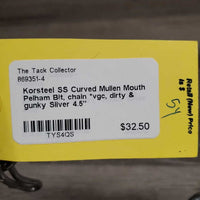 The Tack Collector
869351-4
Korsteel SS Curved Mullen Mouth
Pelham Bit, chain *vgc, dirty &
gunky Silver 4.5"
TYS4QS
$32.50
Retail (New) Price
is $
54